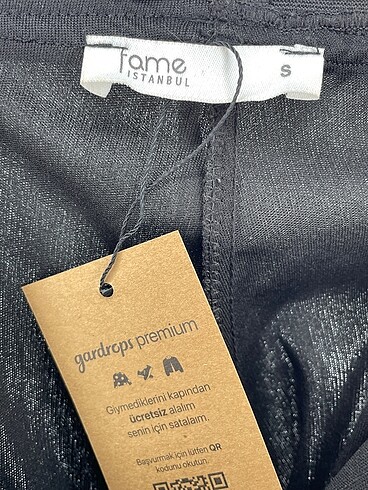 fame
ISTANBUL
S
gardrops premium
Giymediklerini kapından
ücretsiz alalım
senin için satalım.
Başvurmak için lütfen QR
kodunu okutun.